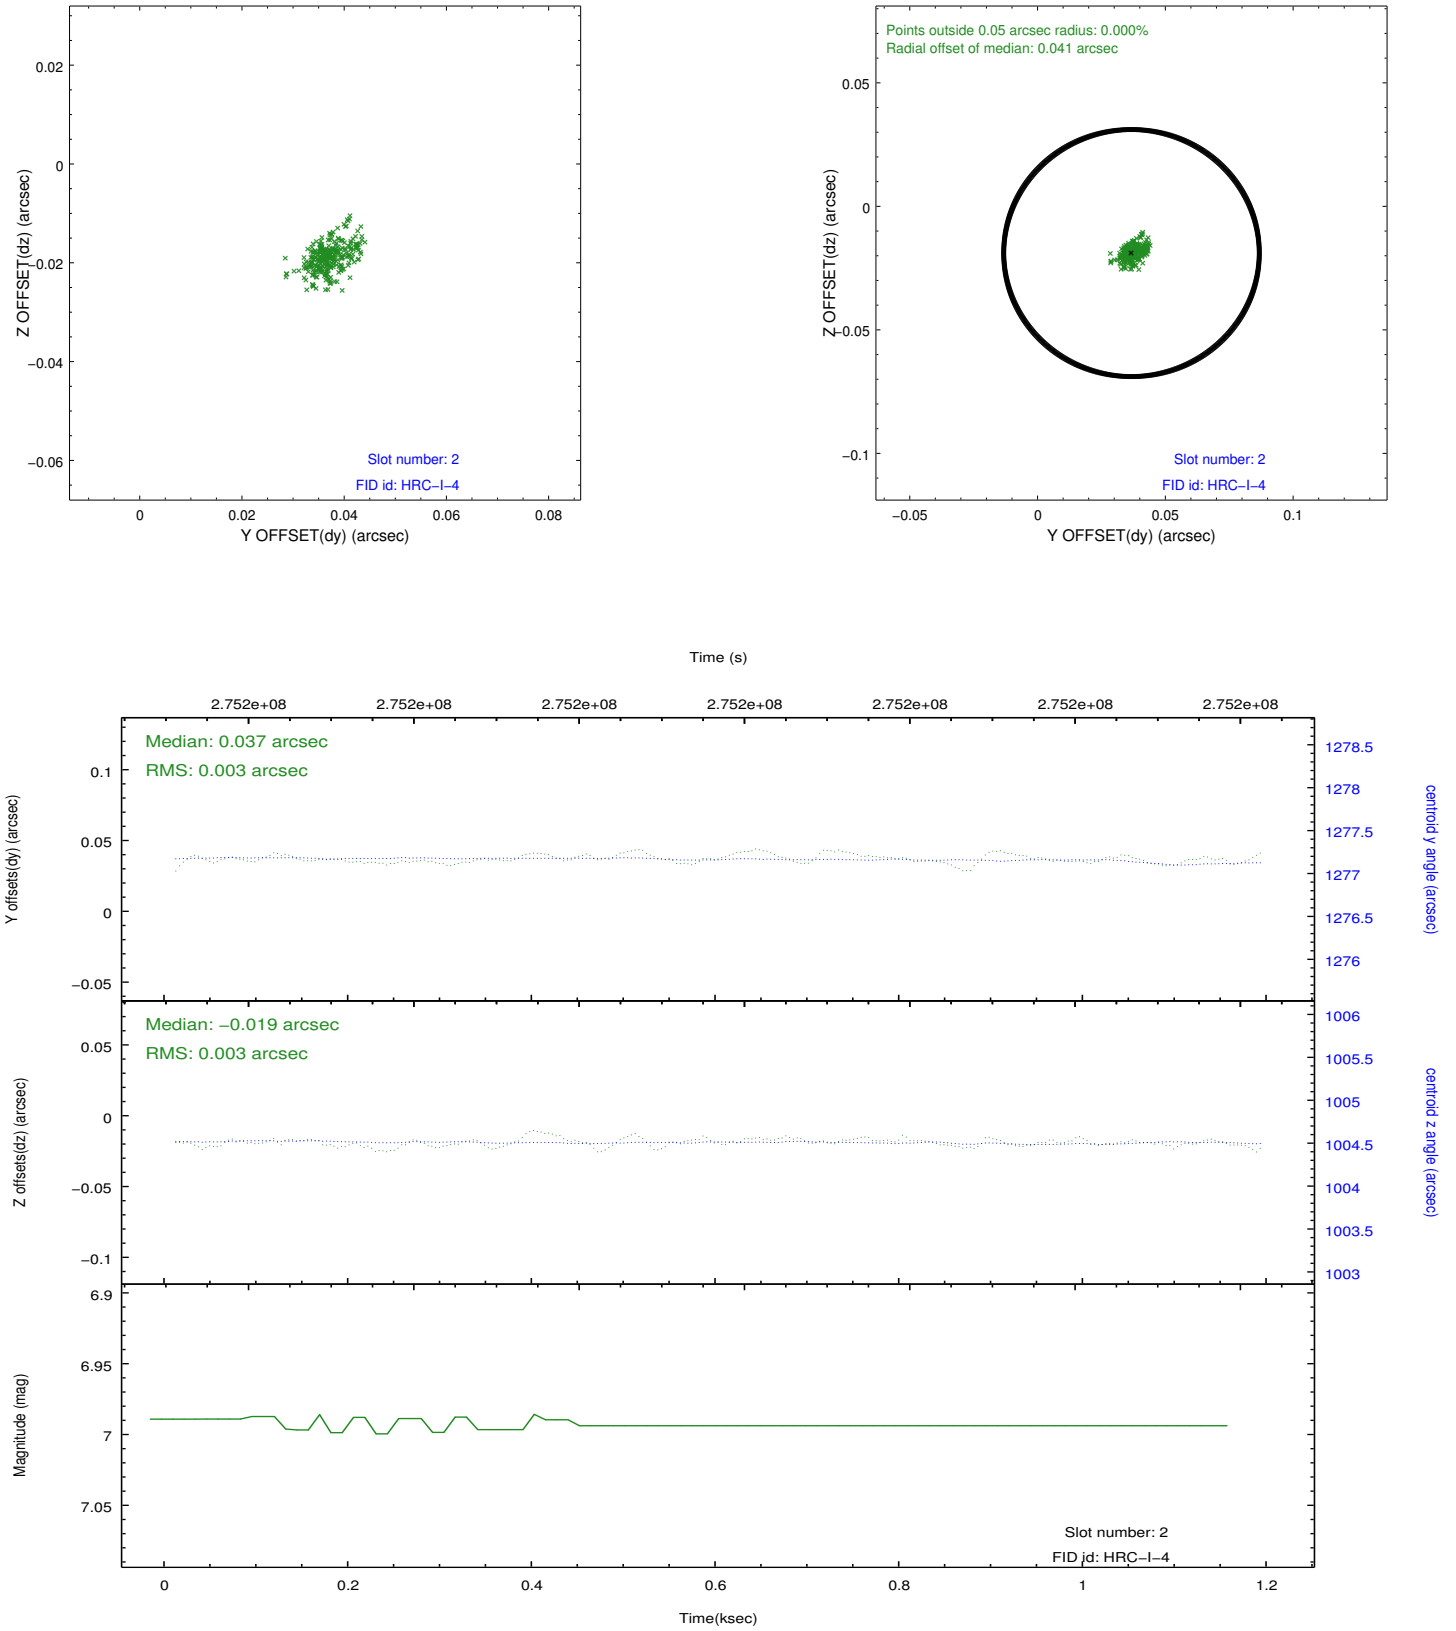 0.02
0
−0.02
−0.04
−0.06
Z OFFSET(dz) (arcsec)
Slot number: 2
FID id: HRC−I−4
0 0.02 0.04 0.06 0.08
Y OFFSET(dy) (arcsec)
Points outside 0.05 arcsec radius: 0.000%
Radial offset of median: 0.041 arcsec
0.05
0
−0.05
−0.1
Z OFFSET(dz) (arcsec)
Slot number: 2
FID id: HRC−I−4
−0.05 0 0.05 0.1
Y OFFSET(dy) (arcsec)
Time (s)
2.752e+08 2.752e+08 2.752e+08 2.752e+08 2.752e+08 2.752e+08 2.752e+08
Median: 0.037 arcsec
RMS: 0.003 arcsec
0.1
0.05
0
−0.05
Y offsets(dy) (arcsec)
1278.5
1278
1277.5
1277
1276.5
1276
centroid y angle (arcsec)
Median: −0.019 arcsec
RMS: 0.003 arcsec
0.05
0
−0.05
−0.1
Z offsets(dz) (arcsec)
1006
1005.5
1005
1004.5
1004
1003.5
1003
centroid z angle (arcsec)
6.9
6.95
7
7.05
Magnitude (mag)
Slot number: 2
FID id: HRC−I−4
0 0.2 0.4 0.6 0.8 1 1.2
Time(ksec)